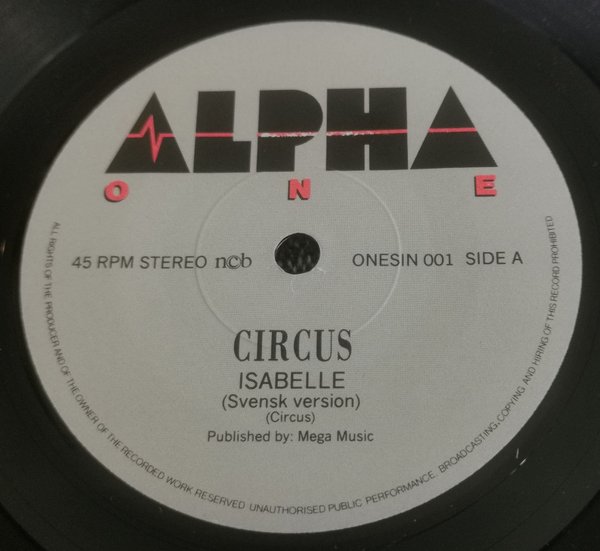 ALPHA
ONE
45 RPM STEREO ncb
ONESIN 001 SIDE A
CIRCUS
ISABELLE
(Svensk version)
(Circus)
Published by: Mega Music
ALL RIGHTS OF THE PRODUCER AND OF THE OWNER OF THE RECORDED WORK RESERVED UNAUTHORISED PUBLIC PERFORMANCE BROADCASTING, COPYING AND HIRING OF THIS RECORD PROHIBITED